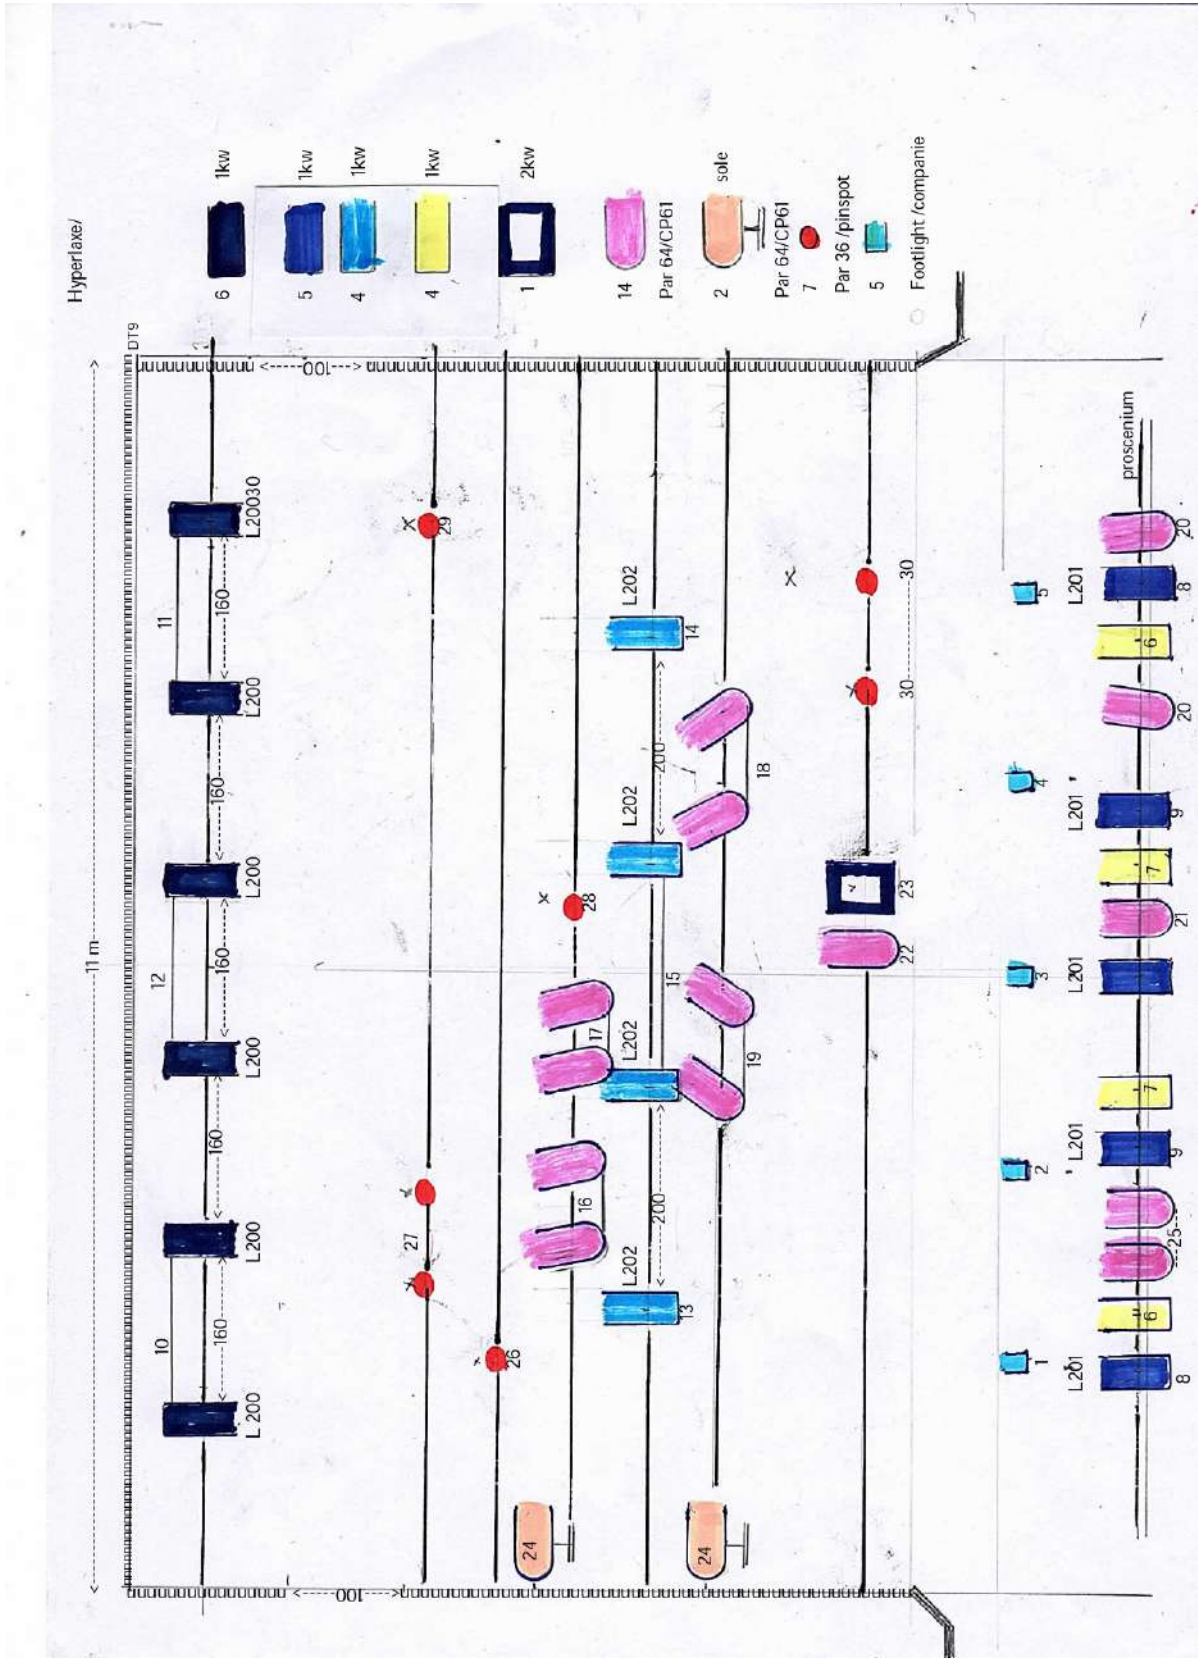 Hyperlaxe/
6 1kw
5 1kw
4 1kw
4 1kw
1 2kw
14
Par 64/CP61
2 sole
Par 64/CP61
7
Par 36 /pinspot
5
Footlight /companie
DT9
11 m
100
100
10
11
12
160
160
160
160
160
L 200
L200
L200
L200
L200
L20030
27
29
26
28
24
16
17
L202
L202
L202
L202
13
15
14
200
200
24
19
18
22
23
30
30
1
2
3
4
5
L201
L201
L201
L201
L201
proscenium
8
6
25
9
7
21
7
9
20
6
8
20